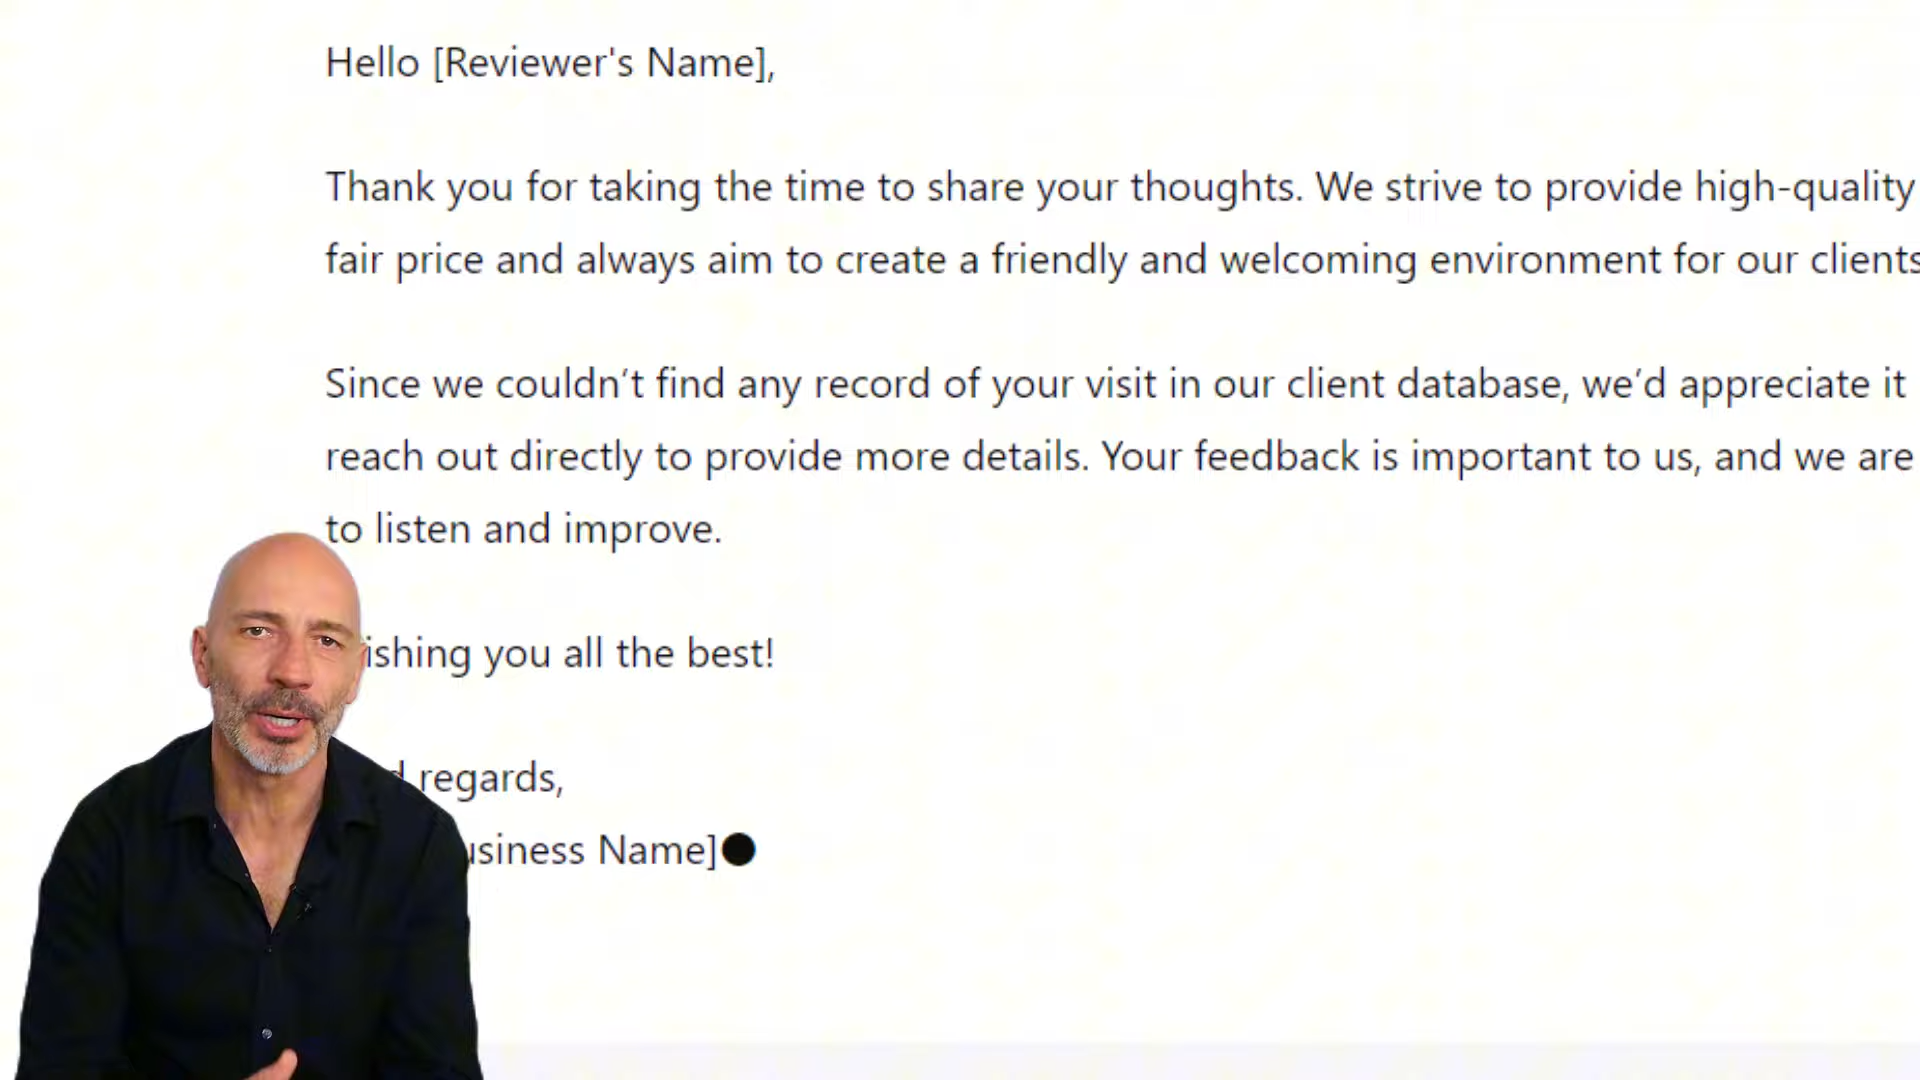 Hello [Reviewer's Name],
Thank you for taking the time to share your thoughts. We strive to provide high-quality
fair price and always aim to create a friendly and welcoming environment for our clients
Since we couldn’t find any record of your visit in our client database, we’d appreciate it
reach out directly to provide more details. Your feedback is important to us, and we are
to listen and improve.
ishing you all the best!
regards,
usiness Name]